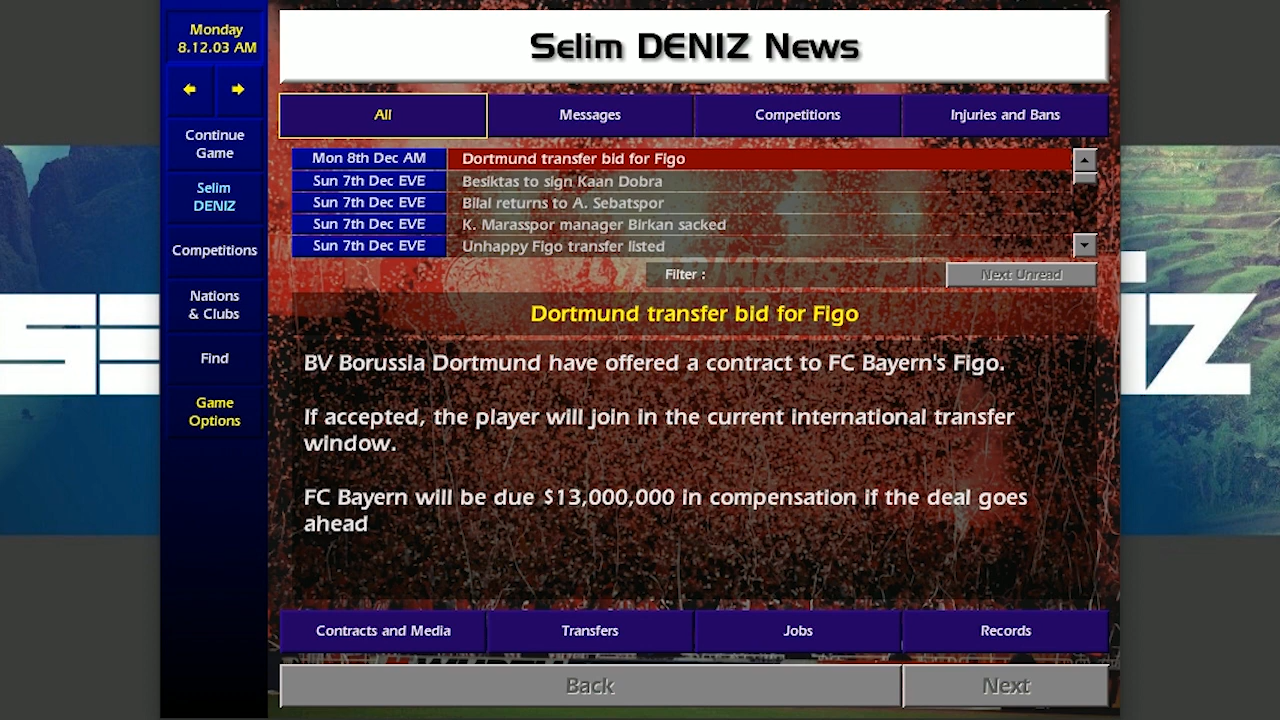 Monday
8.12.03 AM
Continue
Game
Selim
DENIZ
Competitions
Nations
& Clubs
Find
Game
Options
Selim DENIZ News
All
Messages
Competitions
Injuries and Bans
Mon 8th Dec AM Dortmund transfer bid for Figo
Sun 7th Dec EVE Besiktas to sign Kaan Dobra
Sun 7th Dec EVE Bilal returns to A. Sebatspor
Sun 7th Dec EVE K. Marasspor manager Birkan sacked
Sun 7th Dec EVE Unhappy Figo transfer listed
Filter :
Next Unread
Dortmund transfer bid for Figo
BV Borussia Dortmund have offered a contract to FC Bayern's Figo.
If accepted, the player will join in the current international transfer
window.
FC Bayern will be due $13,000,000 in compensation if the deal goes
ahead
Contracts and Media
Transfers
Jobs
Records
Back
Next